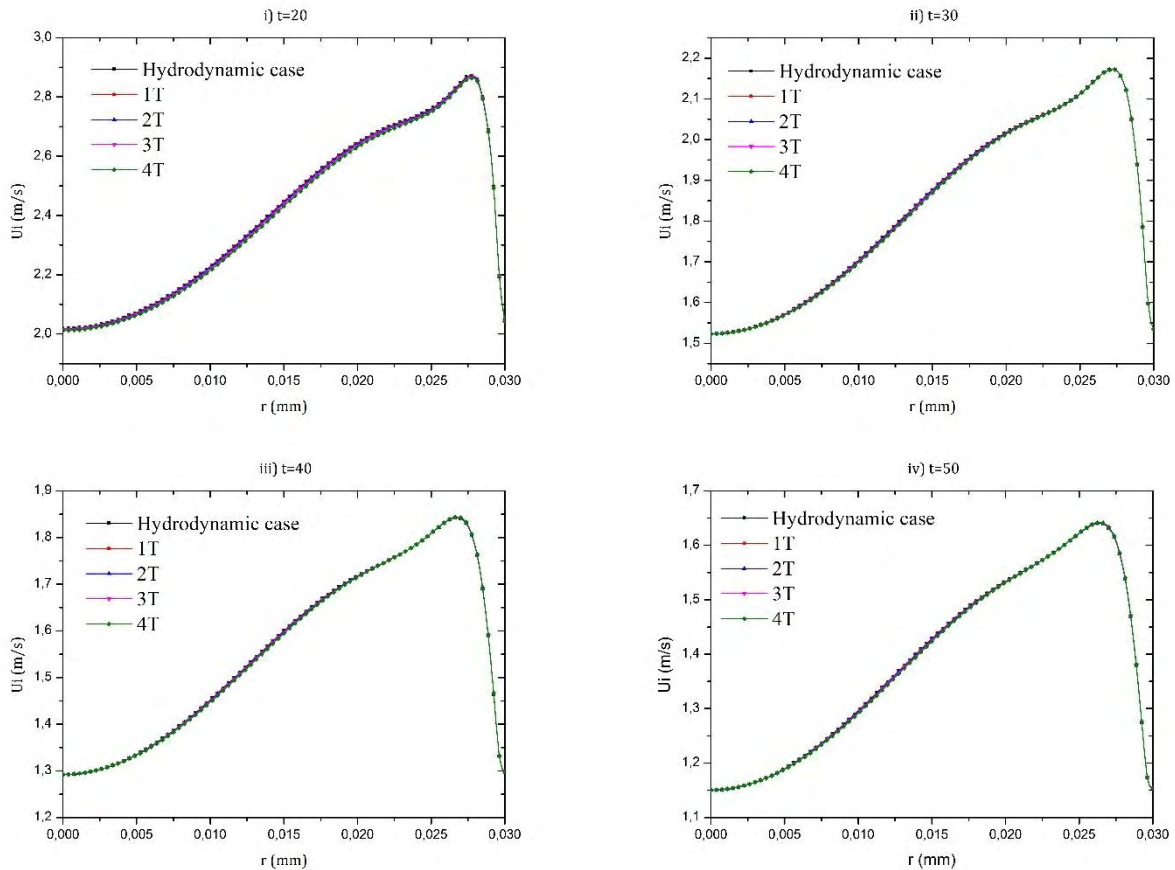 i) t=20
3,0
2,8
2,6
2,4
2,2
2,0
Ui (m/s)
Hydrodynamic case
1T
2T
3T
4T
0,000 0,005 0,010 0,015 0,020 0,025 0,030
r (mm)
ii) t=30
2,2
2,1
2,0
1,9
1,8
1,7
1,6
1,5
Ui (m/s)
Hydrodynamic case
1T
2T
3T
4T
0,000 0,005 0,010 0,015 0,020 0,025 0,030
r (mm)
iii) t=40
1,9
1,8
1,7
1,6
1,5
1,4
1,3
1,2
Ui (m/s)
Hydrodynamic case
1T
2T
3T
4T
0,000 0,005 0,010 0,015 0,020 0,025 0,030
r (mm)
iv) t=50
1,7
1,6
1,5
1,4
1,3
1,2
1,1
Ui (m/s)
Hydrodynamic case
1T
2T
3T
4T
0,000 0,005 0,010 0,015 0,020 0,025 0,030
r (mm)